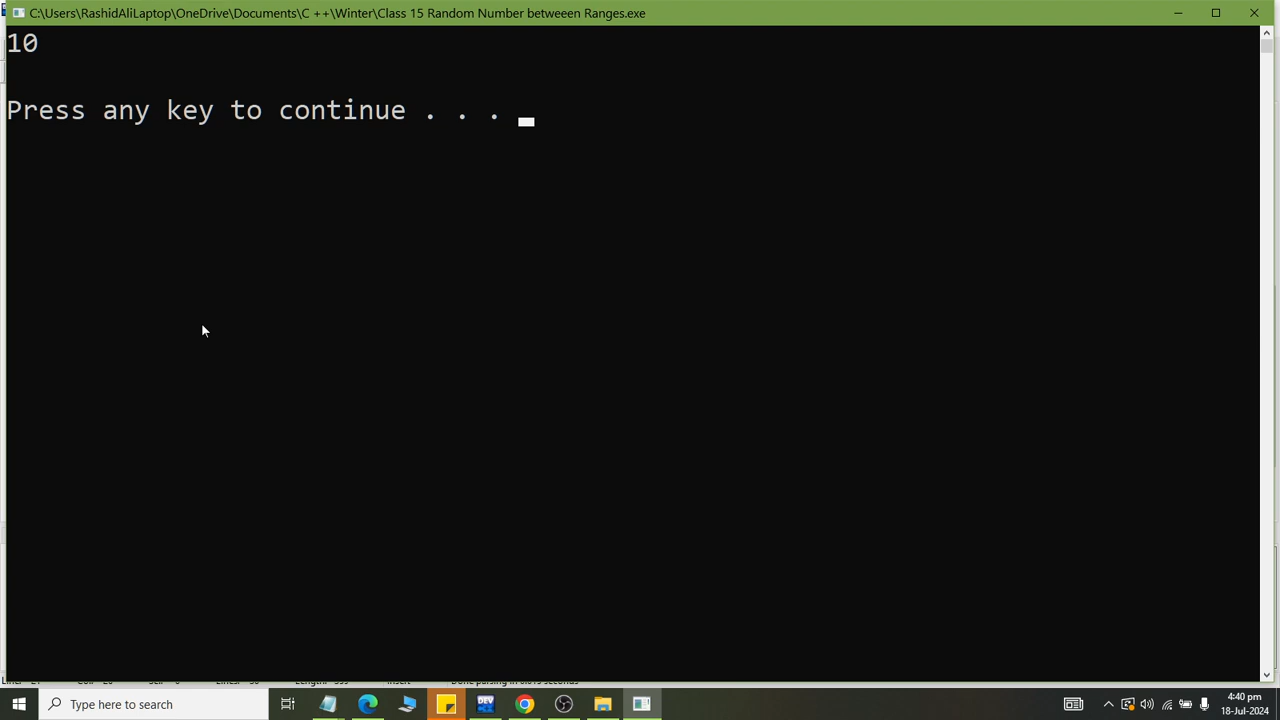 C:\Users\RashidAliLaptop\OneDrive\Documents\C ++\Winter\Class 15 Random Number betweeen Ranges.exe
10
Press any key to continue . . .
Type here to search
DEV
4:40 pm
18-Jul-2024